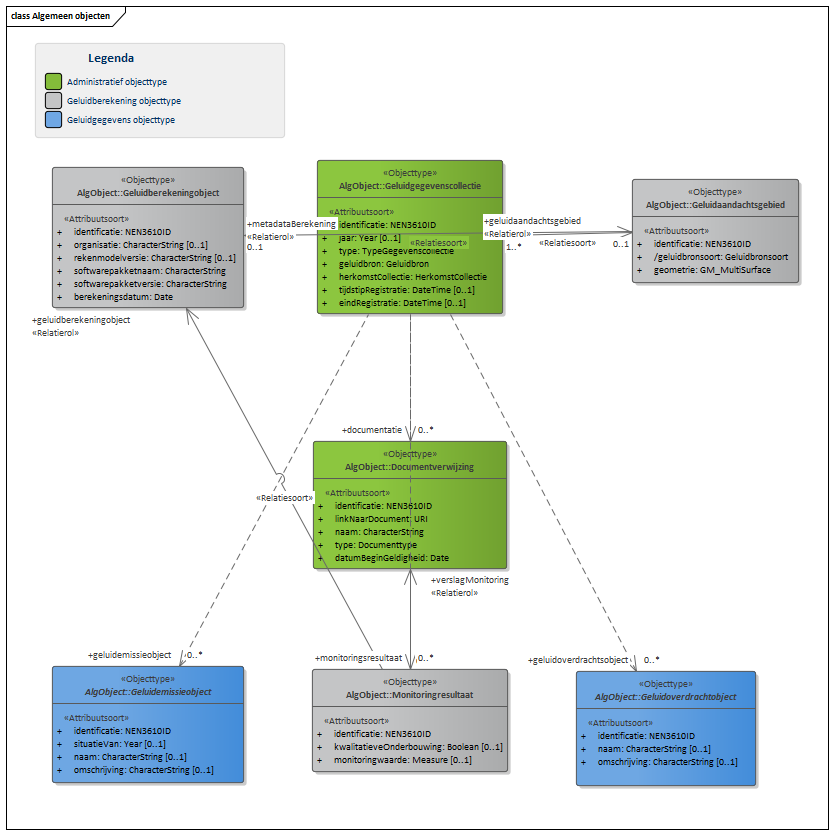 class Algemeen objecten
Legenda
Administratief objecttype
Geluidberekening objecttype
Geluidgegevens objecttype
«Objecttype»
AlgObject::Geluidberekeningobject
«Attribuutsoort»
+ identificatie: NEN3610ID
+ organisatie: CharacterString [0..1]
+ rekenmodelversie: CharacterString [0..1]
+ softwarepakketnaam: CharacterString
+ softwarepakketversie: CharacterString
+ berekeningsdatum: Date
+metadataBerekening
«Relatierol»
0..1
«Objecttype»
AlgObject::Geluidgegevenscollectie
«Attribuutsoort»
identificatie: NEN3610ID
+ jaar: Year [0..1]
«Relatiesoort»
+ type: TypeGegevenscollectie
+ geluidbron: Geluidbron
+ herkomstCollectie: HerkomstCollectie
+ tijdstipRegistratie: DateTime [0..1]
+ eindRegistratie: DateTime [0..1]
+geluidaandachtsgebied
«Relatierol»
1..*
«Relatiesoort»
0..1
«Objecttype»
AlgObject::Geluidaandachtsgebied
«Attribuutsoort»
+ identificatie: NEN3610ID
+ /geluidbronsoort: Geluidbronsoort
+ geometrie: GM_MultiSurface
+geluidberekeningobject
«Relatierol»
+documentatie
0..*
«Objecttype»
AlgObject::Documentverwijzing
«Attribuutsoort»
+ identificatie: NEN3610ID
+ linkNaarDocument: URI
+ naam: CharacterString
+ type: Documenttype
+ datumBeginGeldigheid: Date
«Relatiesoort»
+verslagMonitoring
«Relatierol»
+geluidemissieobject
0..*
+monitoringsresultaat
0..*
+geluidoverdrachtsobject
0..*
«Objecttype»
AlgObject::Geluidemissieobject
«Attribuutsoort»
+ identificatie: NEN3610ID
+ situatieVan: Year [0..1]
+ naam: CharacterString [0..1]
+ omschrijving: CharacterString [0..1]
«Objecttype»
AlgObject::Monitoringresultaat
«Attribuutsoort»
+ identificatie: NEN3610ID
+ kwalitatieveOnderbouwing: Boolean [0..1]
+ monitoringwaarde: Measure [0..1]
«Objecttype»
AlgObject::Geluidoverdrachtobject
«Attribuutsoort»
+ identificatie: NEN3610ID
+ naam: CharacterString [0..1]
+ omschrijving: CharacterString [0..1]